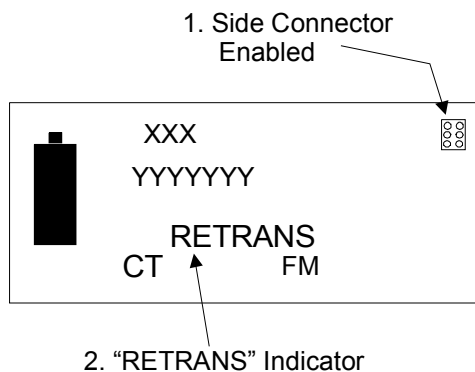 1. Side Connector
Enabled
XXX
YYYYYYY
RETRANS
CT FM
2. “RETRANS” Indicator